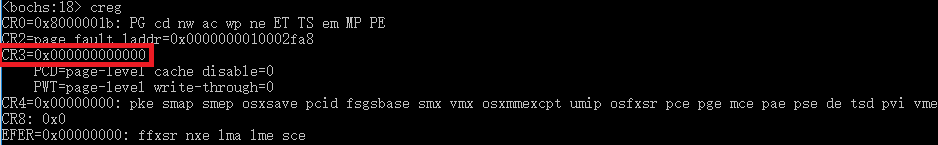 <bochs:18> creg
CR0=0x8000001b: PG cd nw ac wp ne ET TS em MP PE
CR2=page fault laddr=0x0000000010002fa8
CR3=0x000000000000
PCD=page-level cache disable=0
PWT=page-level write-through=0
CR4=0x00000000: pke smap smep osxsave pcid fsgsbase smx vmx osxmmexcpt umip osfxsr pce pge mce pae pse de tsd pvi vme
CR8: 0x0
EFER=0x00000000: ffxsr nxe lma lme sce